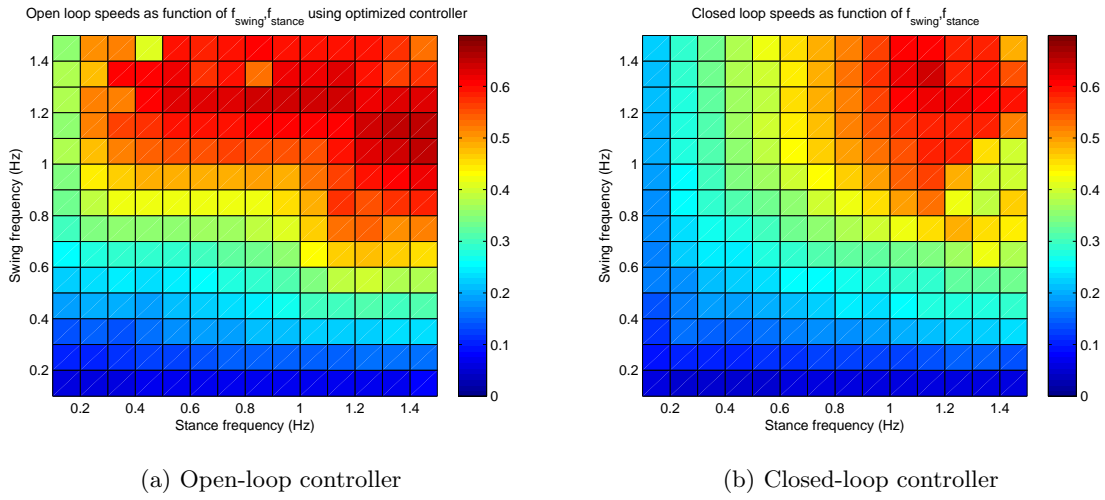 Open loop speeds as function of f_swing,f_stance using optimized controller
Swing frequency (Hz)
1.4
1.2
1
0.8
0.6
0.4
0.2
0.2 0.4 0.6 0.8 1 1.2 1.4
Stance frequency (Hz)
0.6
0.5
0.4
0.3
0.2
0.1
0
(a) Open-loop controller
Closed loop speeds as function of f_swing,f_stance
Swing frequency (Hz)
1.4
1.2
1
0.8
0.6
0.4
0.2
0.2 0.4 0.6 0.8 1 1.2 1.4
Stance frequency (Hz)
0.6
0.5
0.4
0.3
0.2
0.1
0
(b) Closed-loop controller